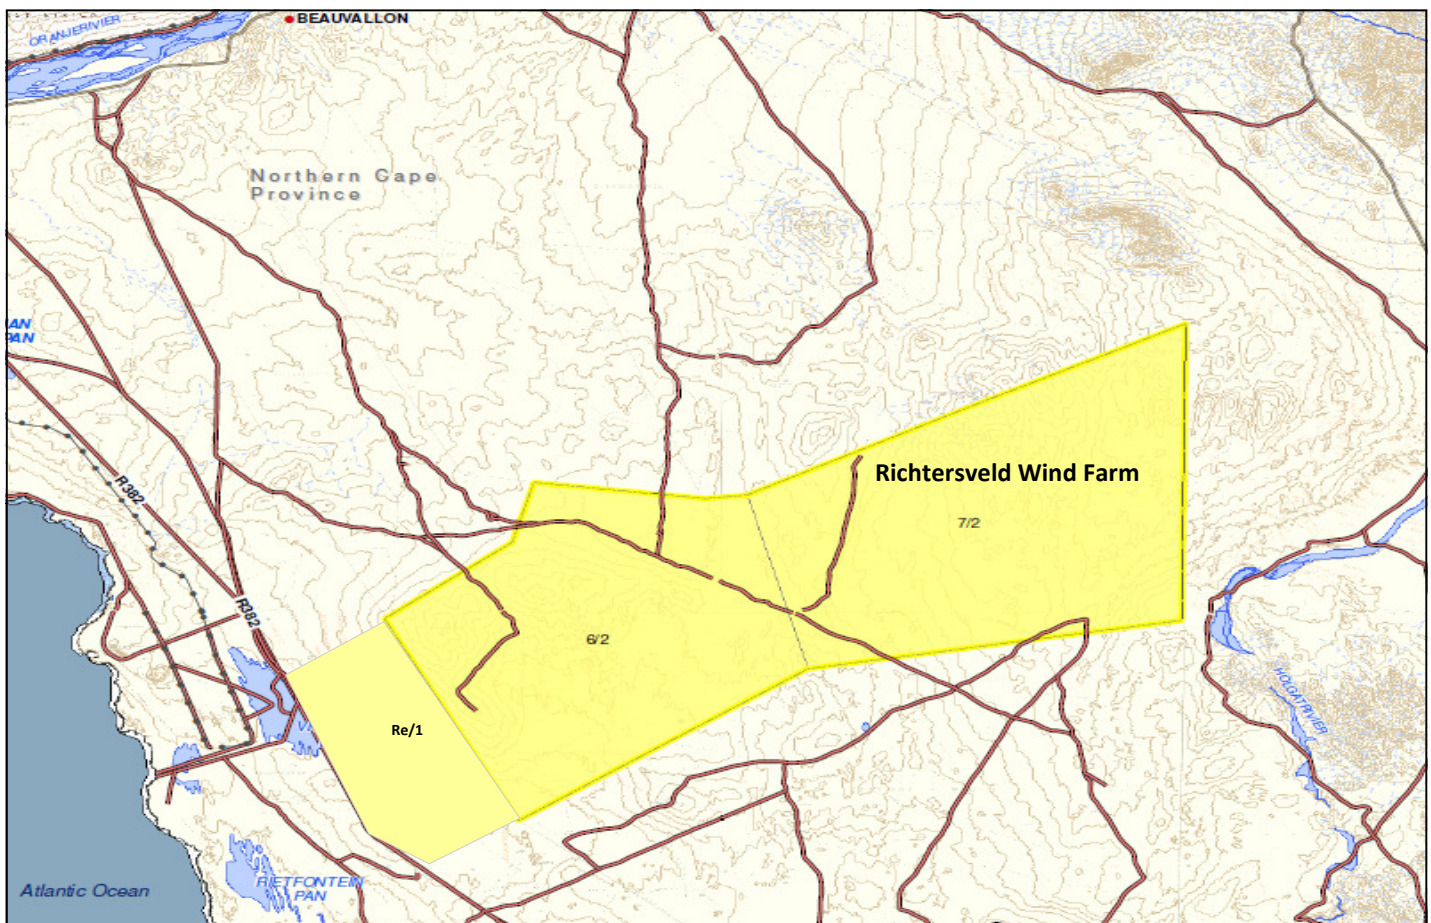 BEAUVALLON
ORANJERIVIER
Northern Cape
Province
AN
PAN
R382
Richtersveld Wind Farm
7/2
R382
6/2
Re/1
HOLGATRIVIER
Atlantic Ocean
RIETFONTEIN
PAN